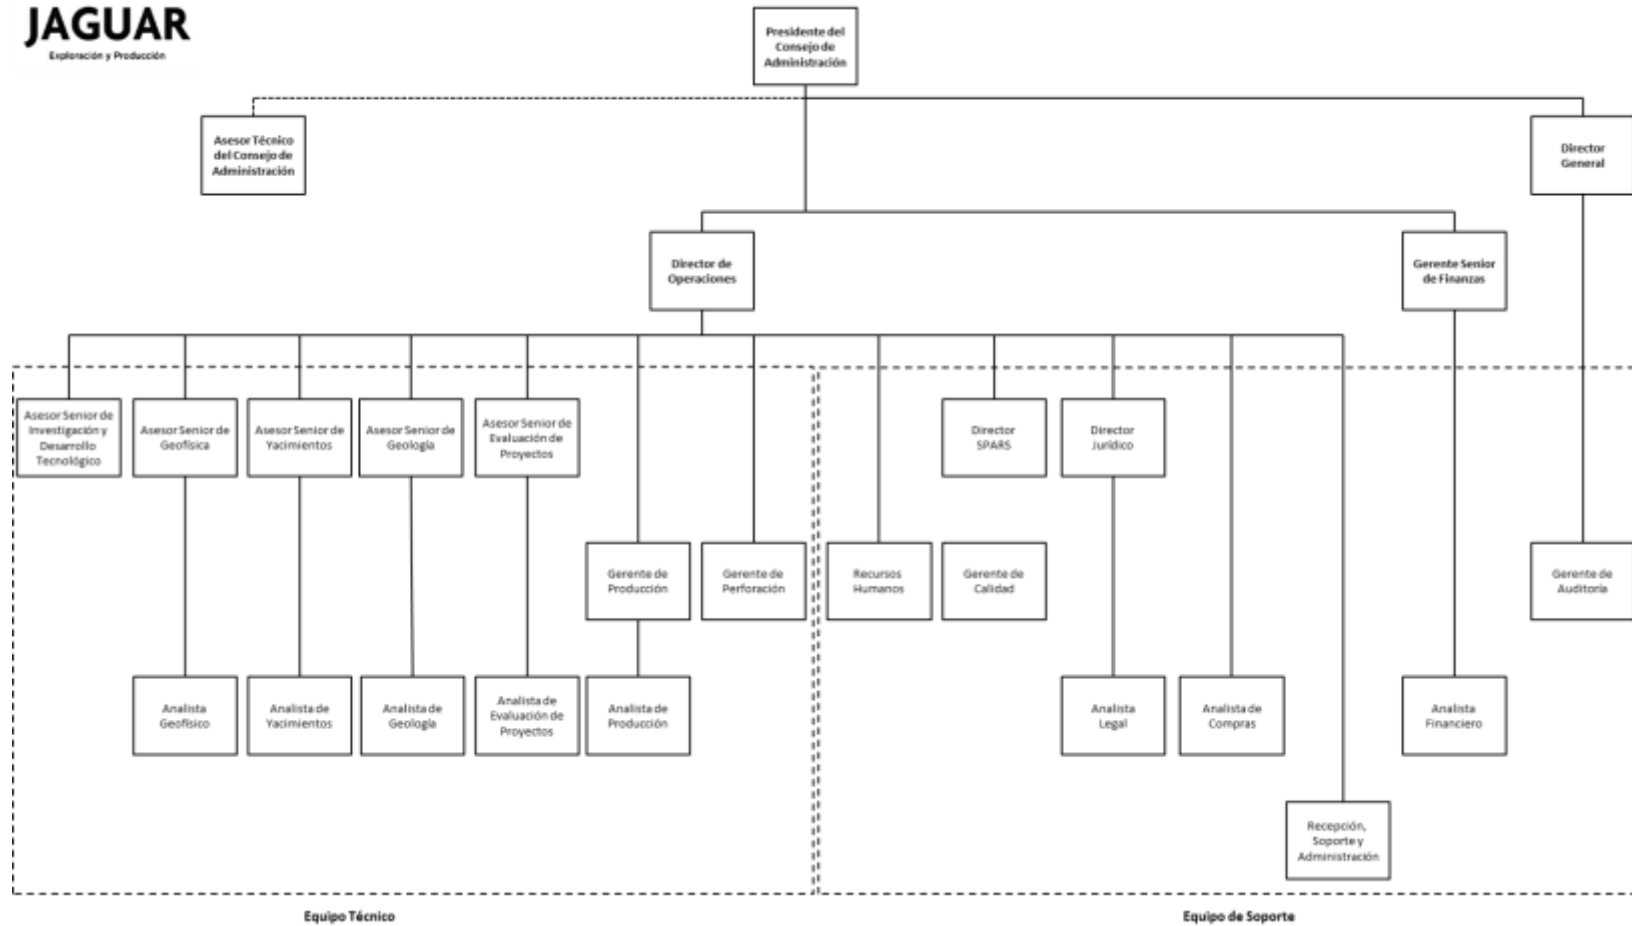 JAGUAR
Exploración y Producción
Presidente del
Consejo de
Administración
Asesor Técnico
del Consejo de
Administración
Director
General
Director de
Operaciones
Gerente Senior
de Finanzas
Asesor Senior de
Investigación y
Desarrollo
Tecnológico
Asesor Senior de
Geofísica
Asesor Senior de
Yacimientos
Asesor Senior de
Geología
Asesor Senior de
Evaluación de
Proyectos
Director
SPARS
Director
Jurídico
Gerente de
Producción
Gerente de
Perforación
Recursos
Humanos
Gerente de
Calidad
Gerente de
Auditoría
Analista
Geofísico
Analista de
Yacimientos
Analista de
Geología
Analista de
Evaluación de
Proyectos
Analista de
Producción
Analista
Legal
Analista de
Compras
Analista
Financiero
Recepción,
Soporte y
Administración
Equipo Técnico
Equipo de Soporte